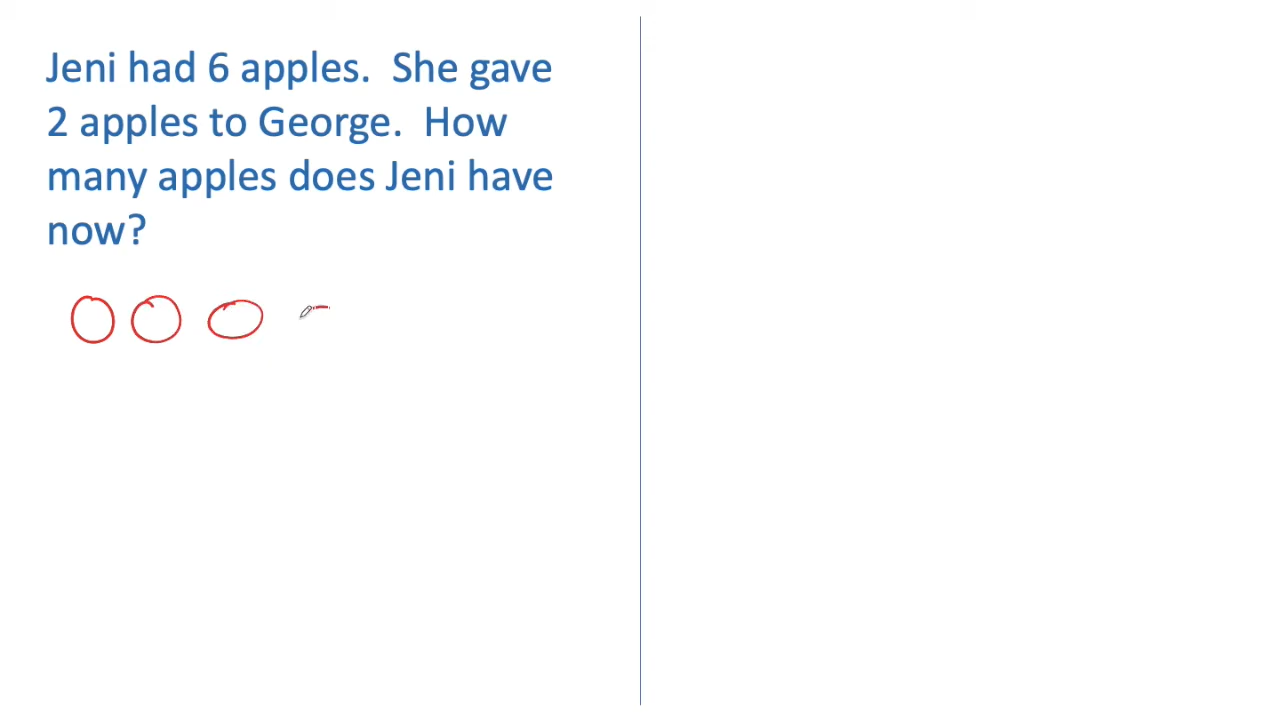 Jeni had 6 apples.  She gave
2 apples to George.  How
many apples does Jeni have
now?